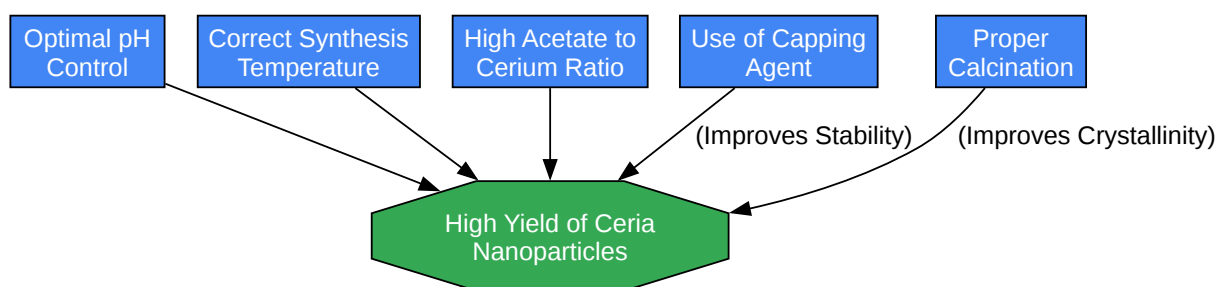 Optimal pH
Control
Correct Synthesis
Temperature
High Acetate to
Cerium Ratio
Use of Capping
Agent
Proper
Calcination
(Improves Stability)
(Improves Crystallinity)
High Yield of Ceria
Nanoparticles